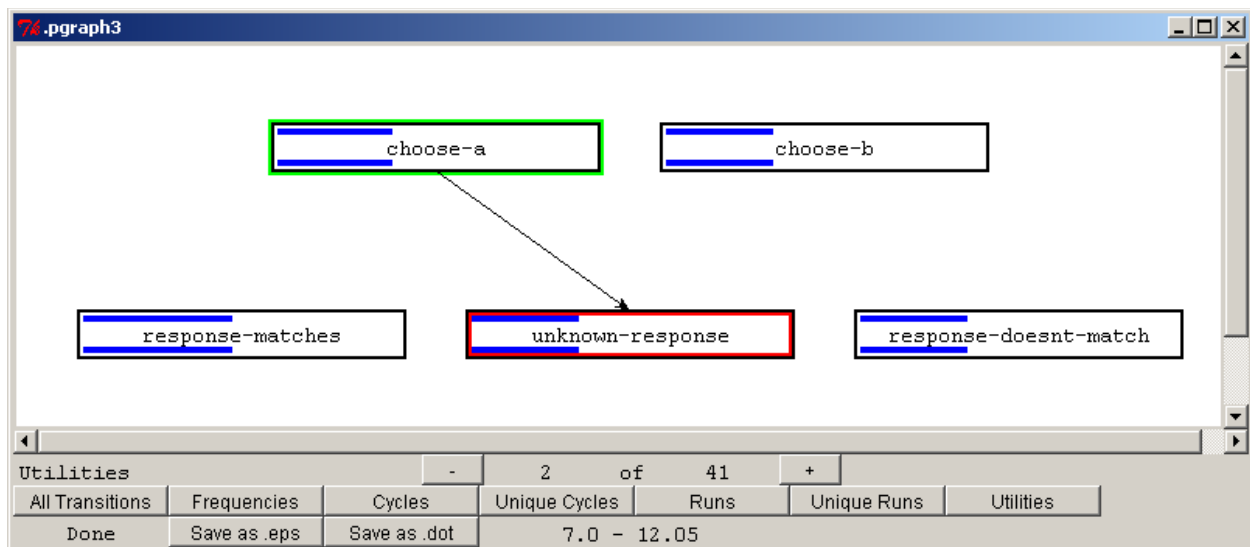 .pgraph3
choose-a choose-b
response-matches unknown-response response-doesnt-match
Utilities - 2 of 41 +
All Transitions Frequencies Cycles Unique Cycles Runs Unique Runs Utilities
Done Save as .eps Save as .dot 7.0 - 12.05